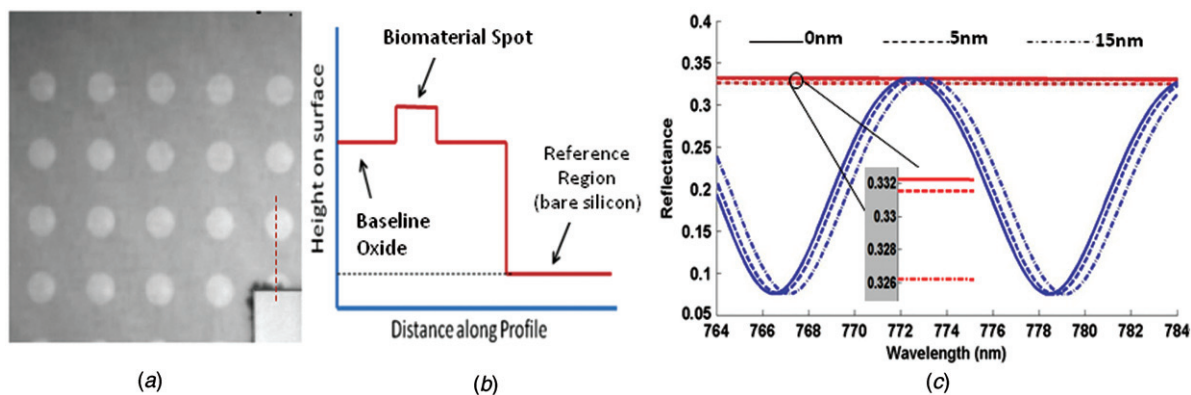 Height on surface
Biomaterial Spot
Reference
Region
(bare silicon)
Baseline
Oxide
Distance along Profile
0.4
0.35
0.3
0.25
0.2
0.15
0.1
0.05
Reflectance
0nm 5nm 15nm
0.332
0.33
0.328
0.326
764 766 768 770 772 774 776 778 780 782 784
Wavelength (nm)
(a) (b) (c)